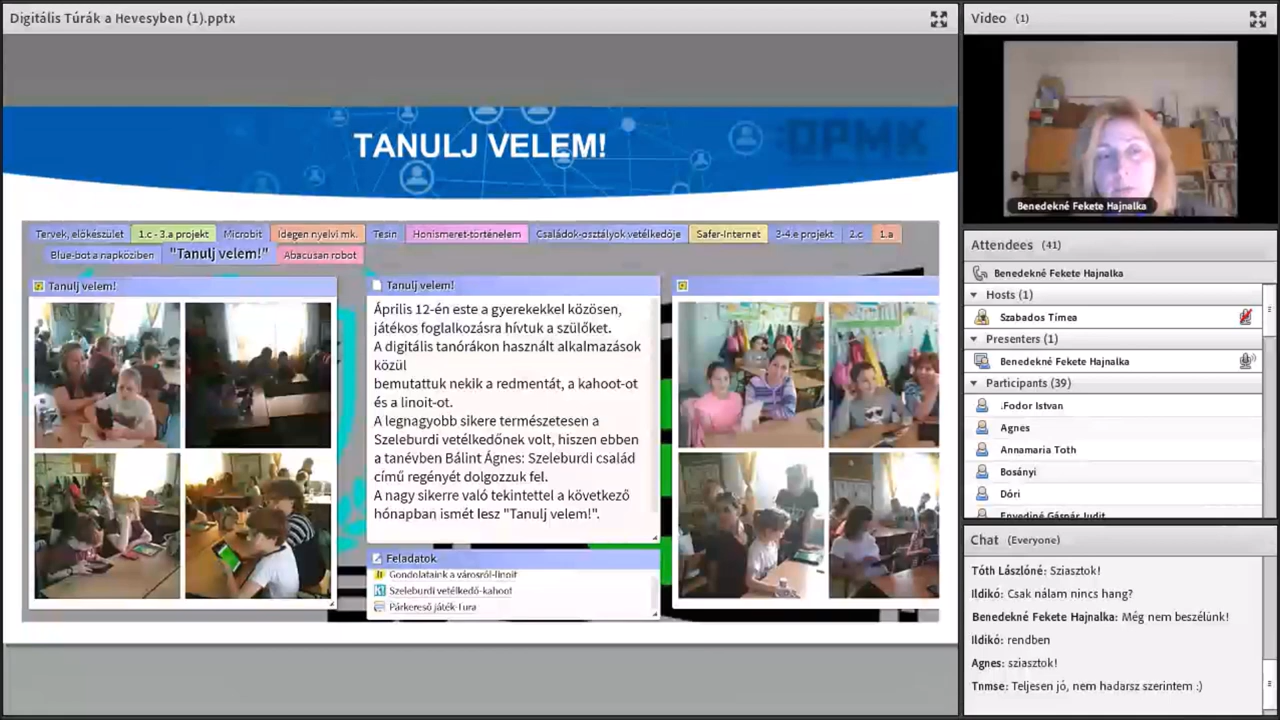 Digitális Túrák a Hevesyben (1).pptx
TANULJ VELEM!
:OPMK
Tervek, előkészület 1.c - 3.a projekt Microbit Idegen nyelvi mk. Tesin Honismeret-történelem Családok-osztályok vetélkedője Safer-Internet 3-4.e projekt 2.c 1.a
Blue-bot a napköziben "Tanulj velem!" Abacusan robot
Tanulj velem!
Tanulj velem!
Április 12-én este a gyerekekkel közösen,
játékos foglalkozásra hívtuk a szülőket.
A digitális tanórákon használt alkalmazások
közül
bemutattuk nekik a redmentát, a kahoot-ot
és a linoit-ot.
A legnagyobb sikere természetesen a
Szeleburdi vetélkedőnek volt, hiszen ebben
a tanévben Bálint Ágnes: Szeleburdi család
című regényét dolgozzuk fel.
A nagy sikerre való tekintettel a következő
hónapban ismét lesz "Tanulj velem!".
Feladatok
Gondolataink a városról-linoit
Szeleburdi vetélkedő-kahoot
Párkereső játék-Tura
Video (1)
Benedekné Fekete Hajnalka
Attendees (41)
Benedekné Fekete Hajnalka
Hosts (1)
Szabados Tímea
Presenters (1)
Benedekné Fekete Hajnalka
Participants (39)
.Fodor Istvan
Agnes
Annamaria Toth
Bosányi
Dóri
Enyediné Gáspár Judit
Chat (Everyone)
Tóth Lászlóné: Sziasztok!
Ildikó: Csak nálam nincs hang?
Benedekné Fekete Hajnalka: Még nem beszélünk!
Ildikó: rendben
Agnes: sziasztok!
Tnmse: Teljesen jó, nem hadarsz szerintem :)